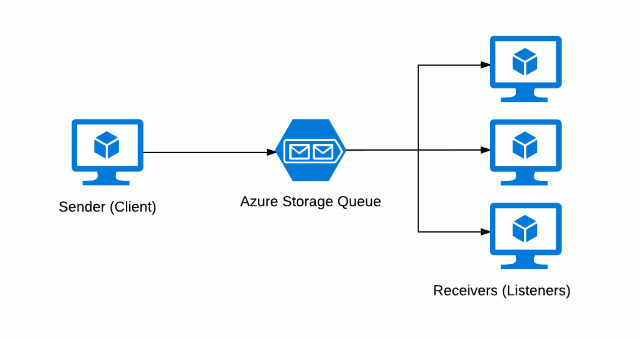 Sender (Client)
Azure Storage Queue
Receivers (Listeners)